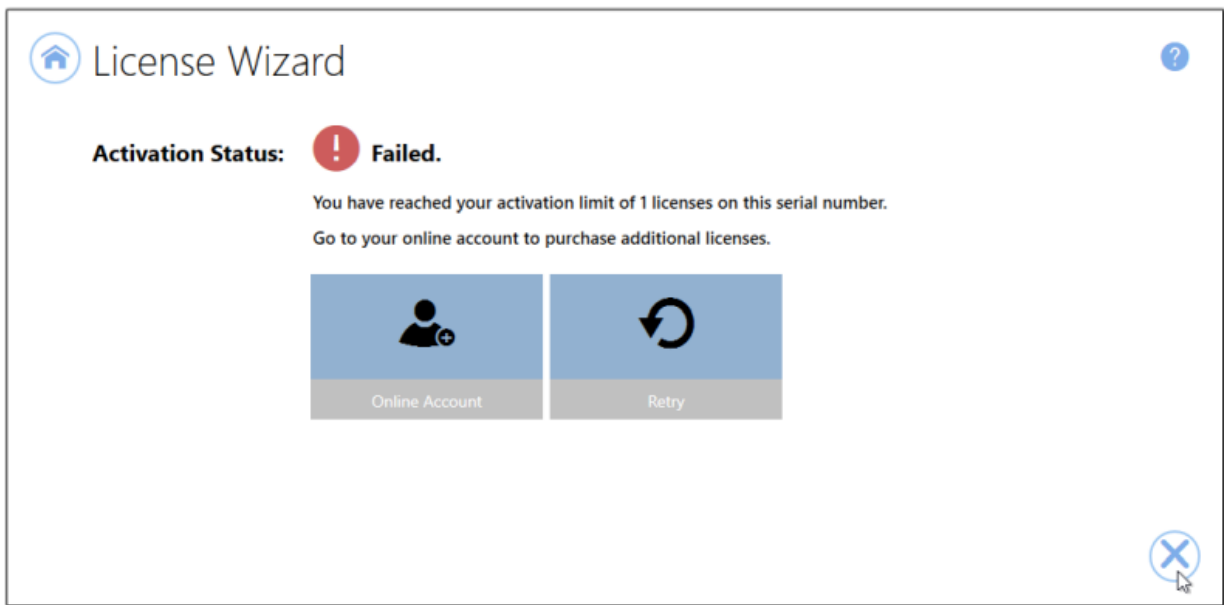 License Wizard
?
Activation Status:
! Failed.
You have reached your activation limit of 1 licenses on this serial number.
Go to your online account to purchase additional licenses.
Online Account
Retry